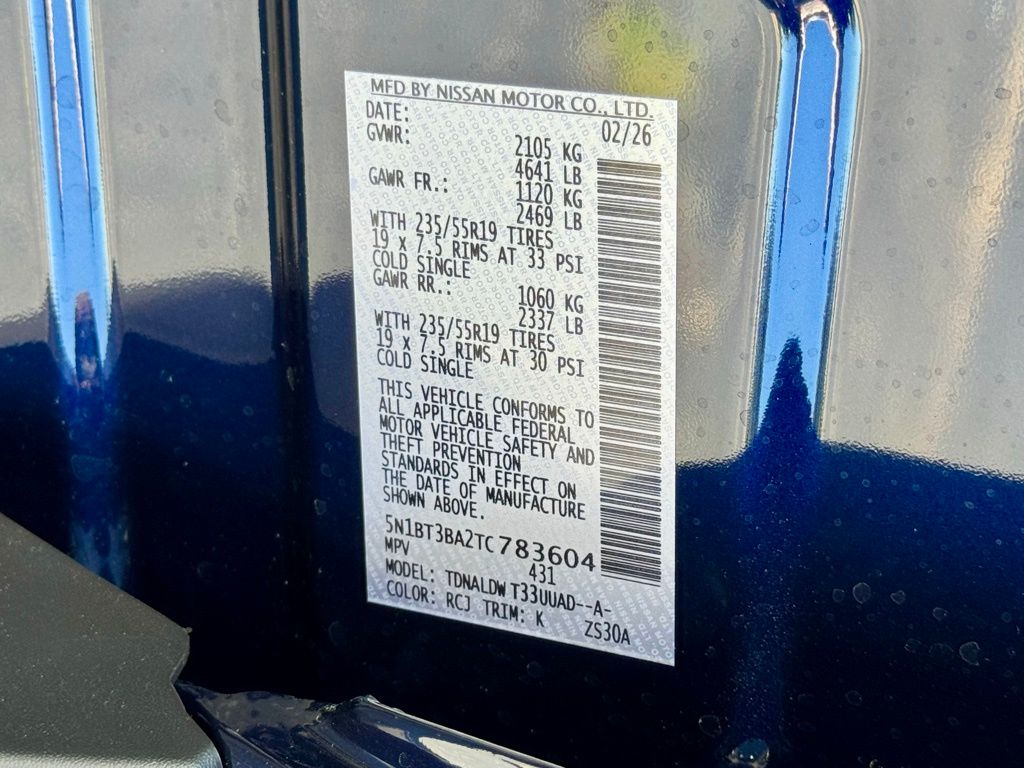 MFD BY NISSAN MOTOR CO., LTD.
DATE: 02/26
GVWR: 2105 KG
4641 LB
GAWR FR.: 1120 KG
2469 LB
WITH 235/55R19 TIRES
19 x 7.5 RIMS AT 33 PSI
COLD SINGLE
GAWR RR.: 1060 KG
2337 LB
WITH 235/55R19 TIRES
19 x 7.5 RIMS AT 30 PSI
COLD SINGLE
THIS VEHICLE CONFORMS TO
ALL APPLICABLE FEDERAL
MOTOR VEHICLE SAFETY AND
THEFT PREVENTION
STANDARDS IN EFFECT ON
THE DATE OF MANUFACTURE
SHOWN ABOVE.
5N1BT3BA2TC 783604
MPV 431
MODEL: TDNALDW T33UUAD--A-
COLOR: RCJ TRIM: K ZS30A